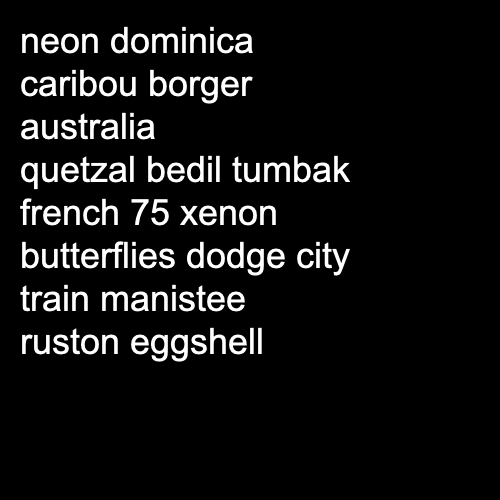 neon dominica
caribou borger
australia
quetzal bedil tumbak
french 75 xenon
butterflies dodge city
train manistee
ruston eggshell